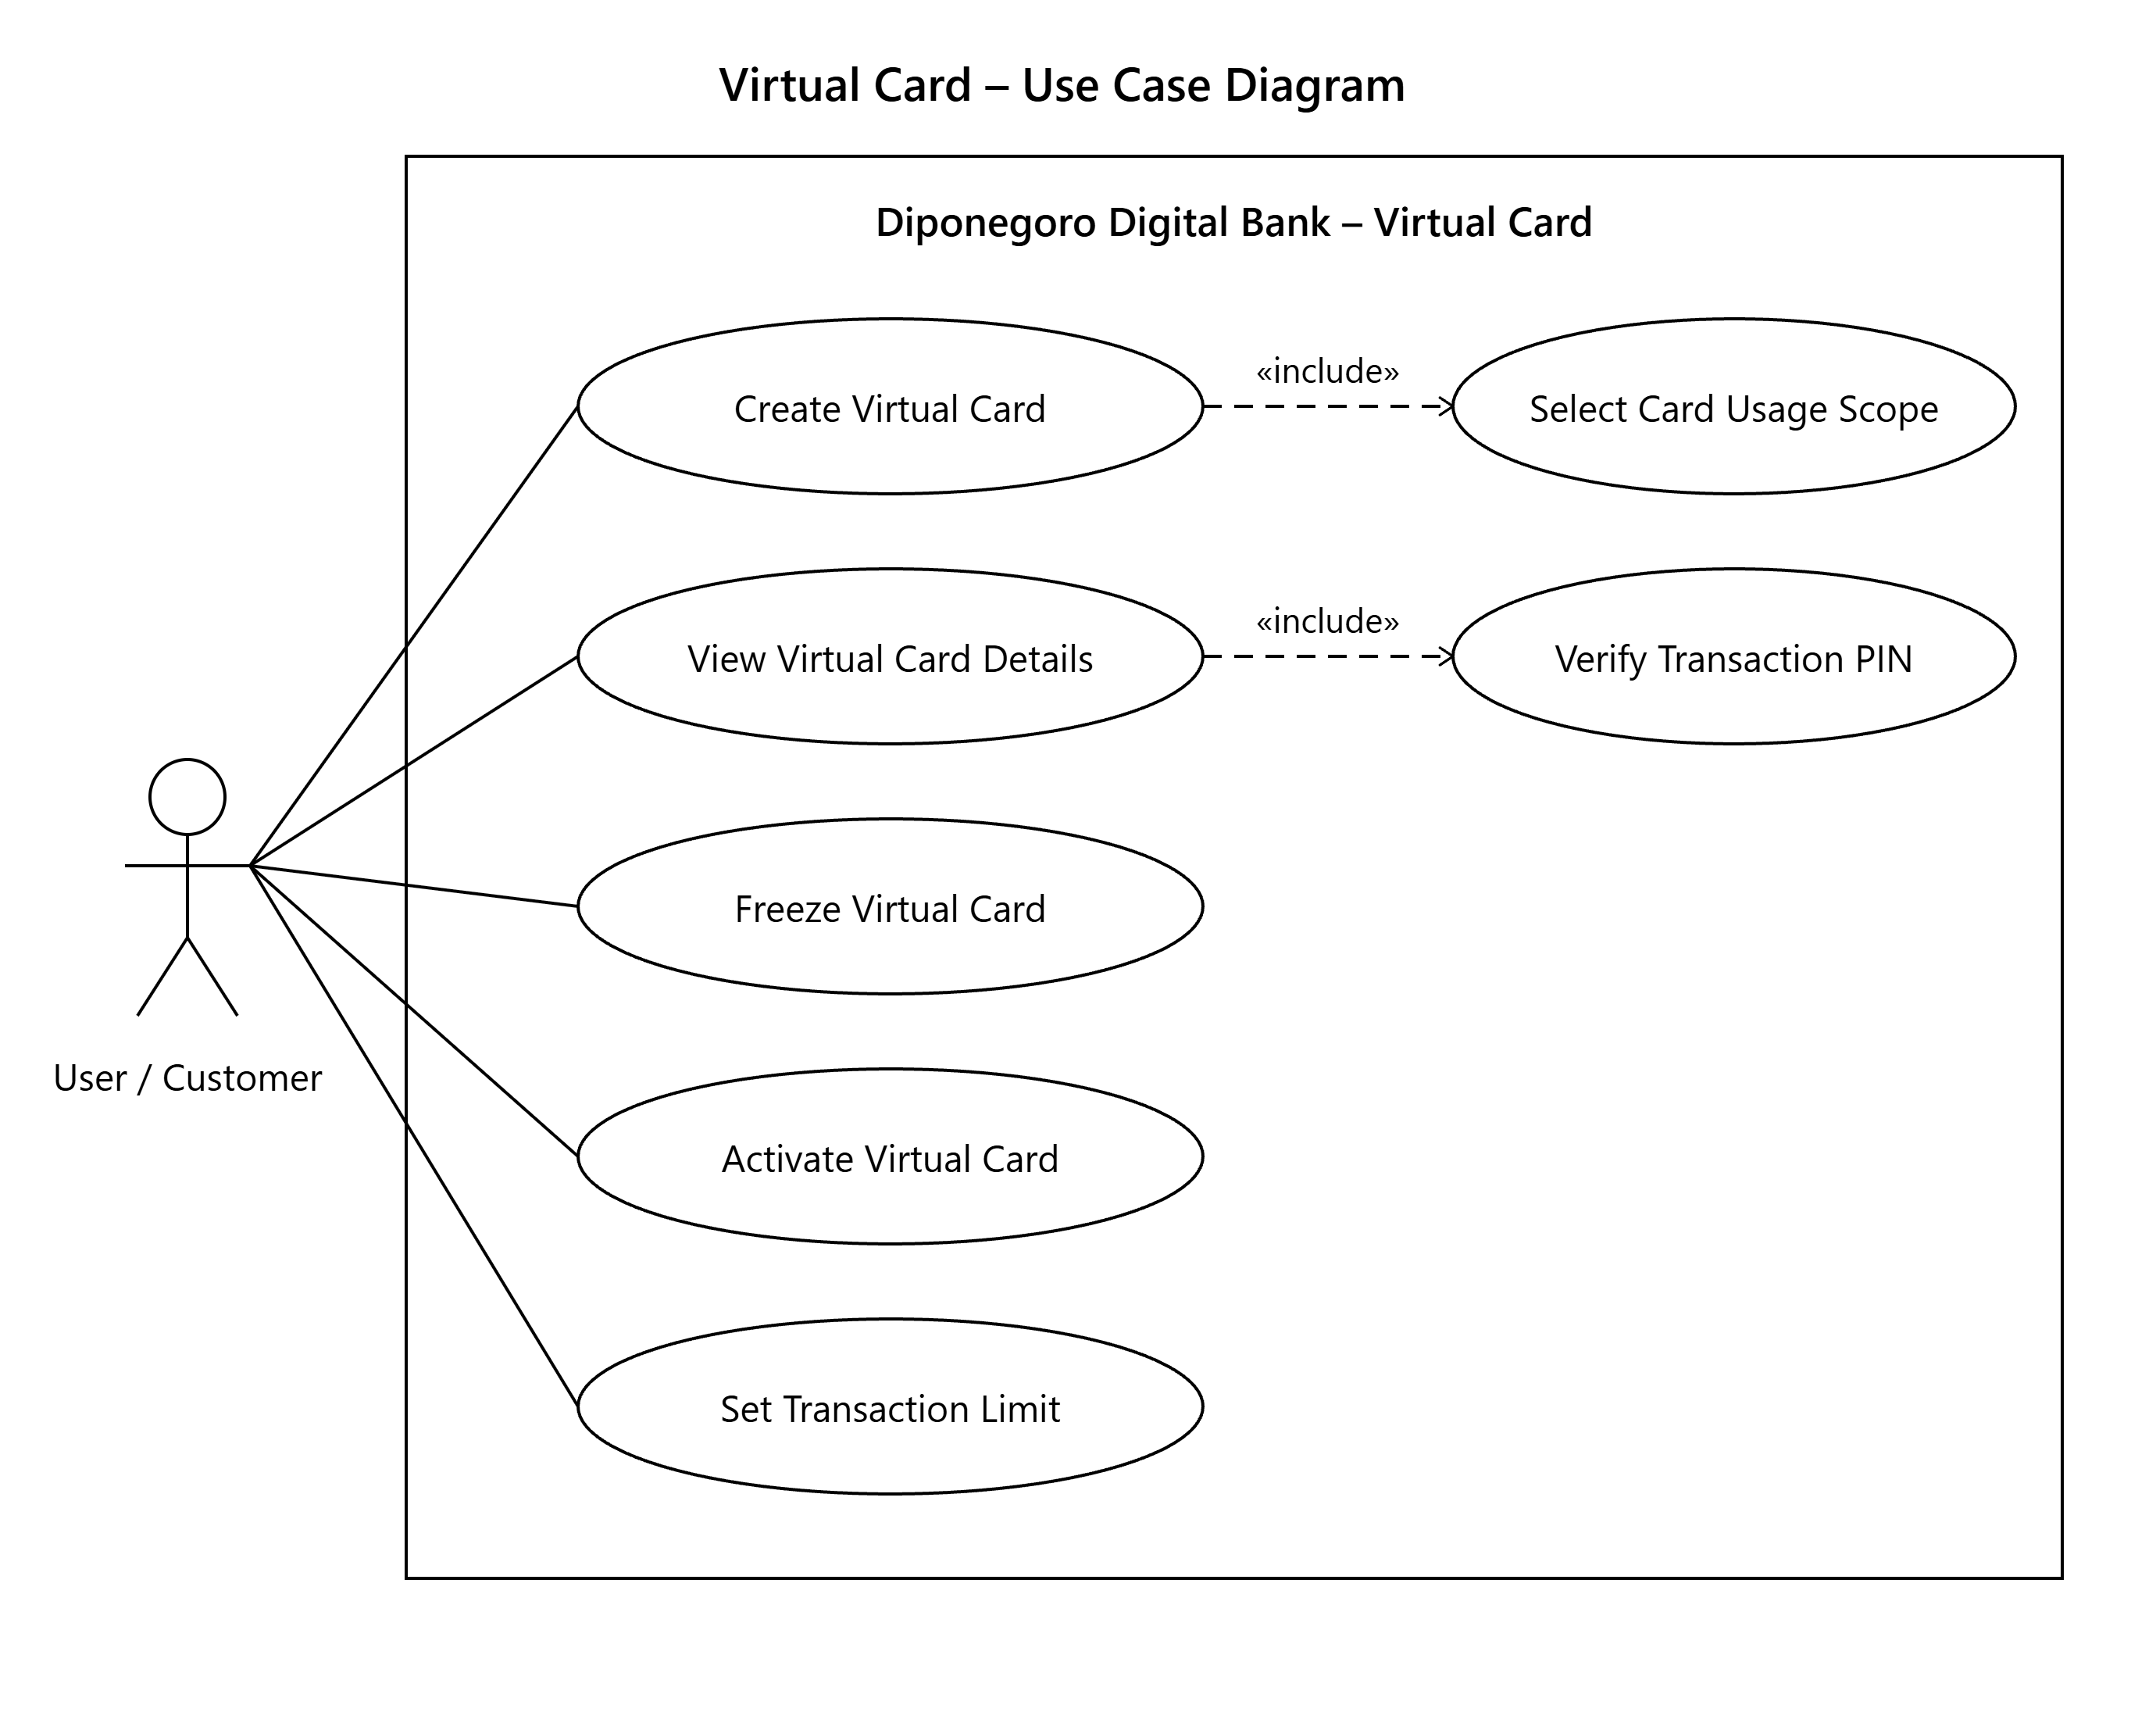 Virtual Card – Use Case Diagram
Diponegoro Digital Bank – Virtual Card
Create Virtual Card
«include»
Select Card Usage Scope
View Virtual Card Details
«include»
Verify Transaction PIN
Freeze Virtual Card
User / Customer
Activate Virtual Card
Set Transaction Limit